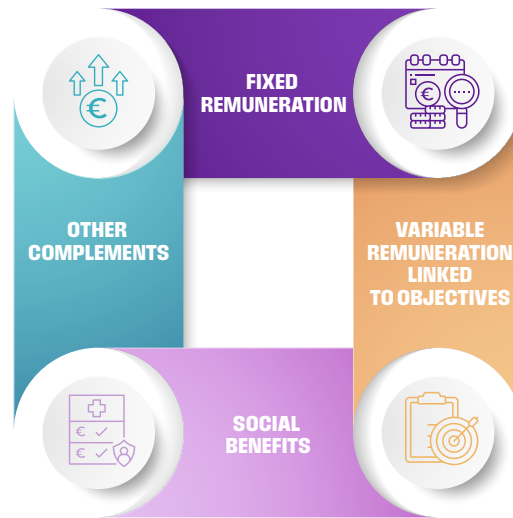 FIXED
REMUNERATION
OTHER
COMPLEMENTS
VARIABLE
REMUNERATION
LINKED
TO OBJECTIVES
SOCIAL
BENEFITS